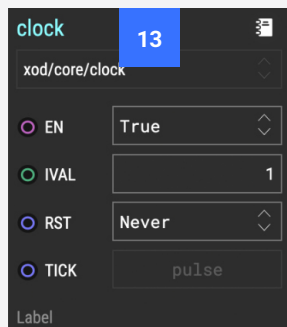 clock
13
xod/core/clock
EN True
IVAL 1
RST Never
TICK pulse
Label